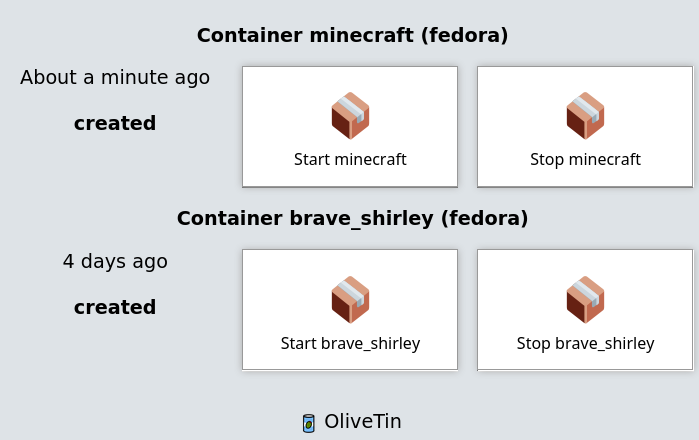 Container minecraft (fedora)
About a minute ago
created
Start minecraft
Stop minecraft
Container brave_shirley (fedora)
4 days ago
created
Start brave_shirley
Stop brave_shirley
OliveTin